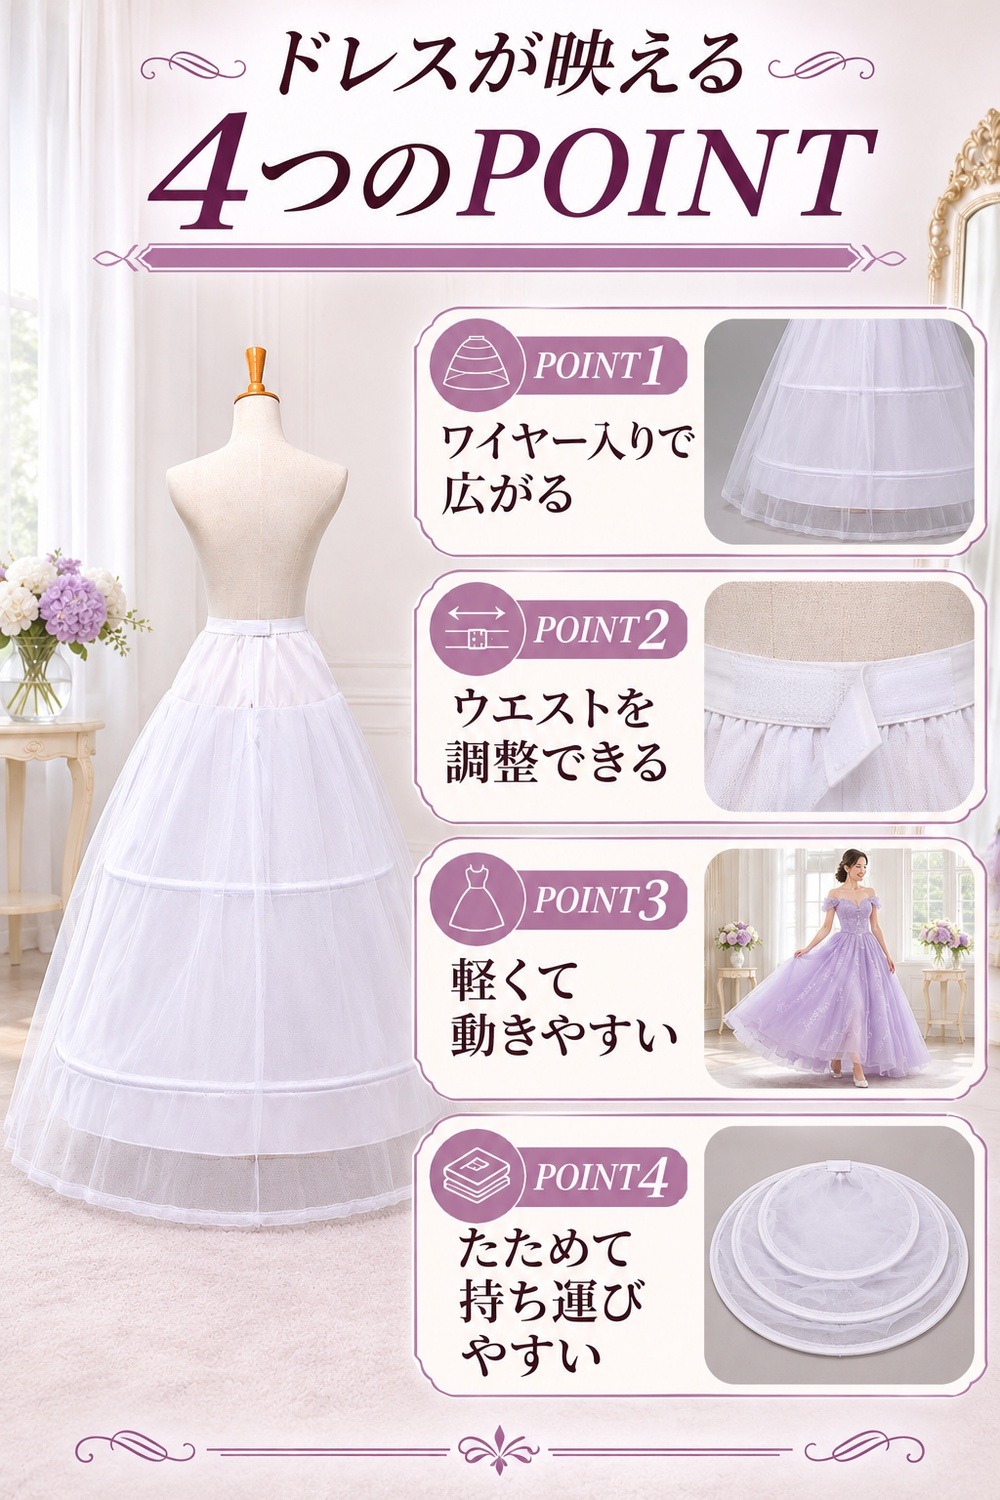 ドレスが映える
4つのPOINT
POINT1
ワイヤー入りで
広がる
POINT2
ウエストを
調整できる
POINT3
軽くて
動きやすい
POINT4
たためて
持ち運び
やすい